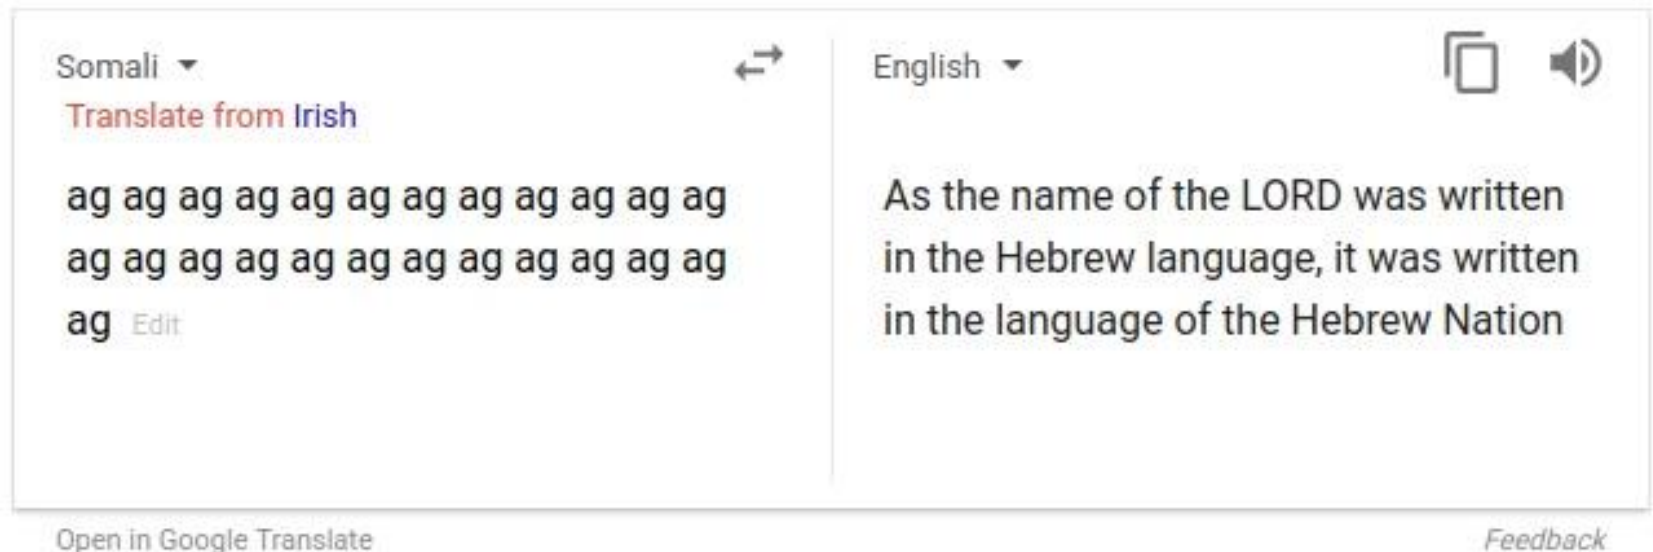 Somali
English
Translate from Irish
ag ag ag ag ag ag ag ag ag ag ag ag
ag ag ag ag ag ag ag ag ag ag ag ag
ag Edit
As the name of the LORD was written
in the Hebrew language, it was written
in the language of the Hebrew Nation
Open in Google Translate
Feedback